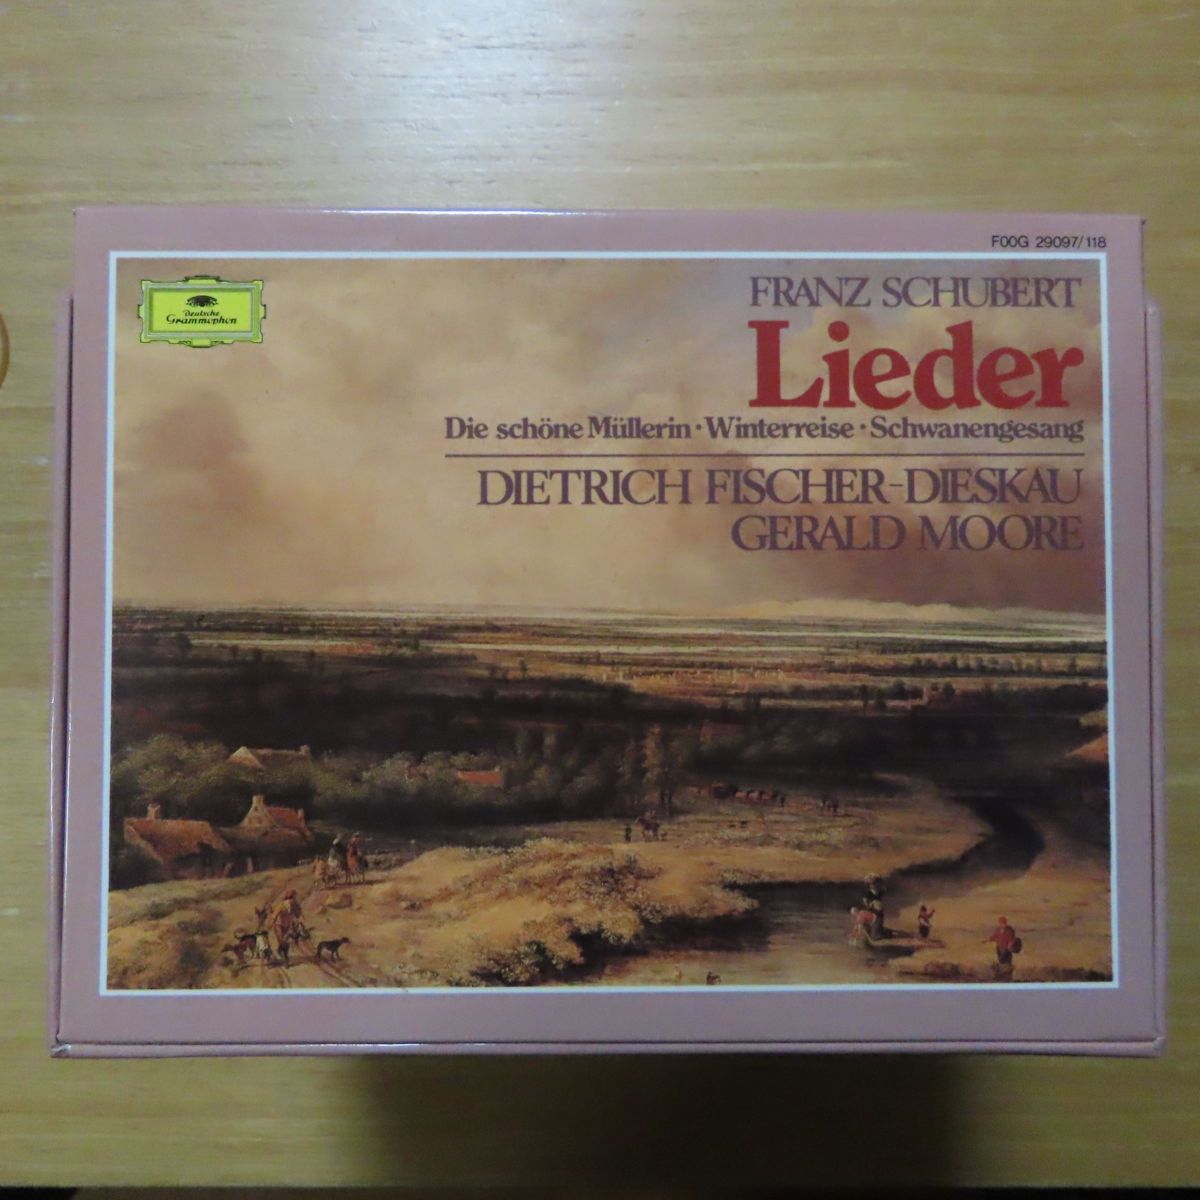 F00G 29097/118
Deutsche
Grammophon
FRANZ SCHUBERT
Lieder
Die schöne Müllerin · Winterreise · Schwanengesang
DIETRICH FISCHER-DIESKAU
GERALD MOORE